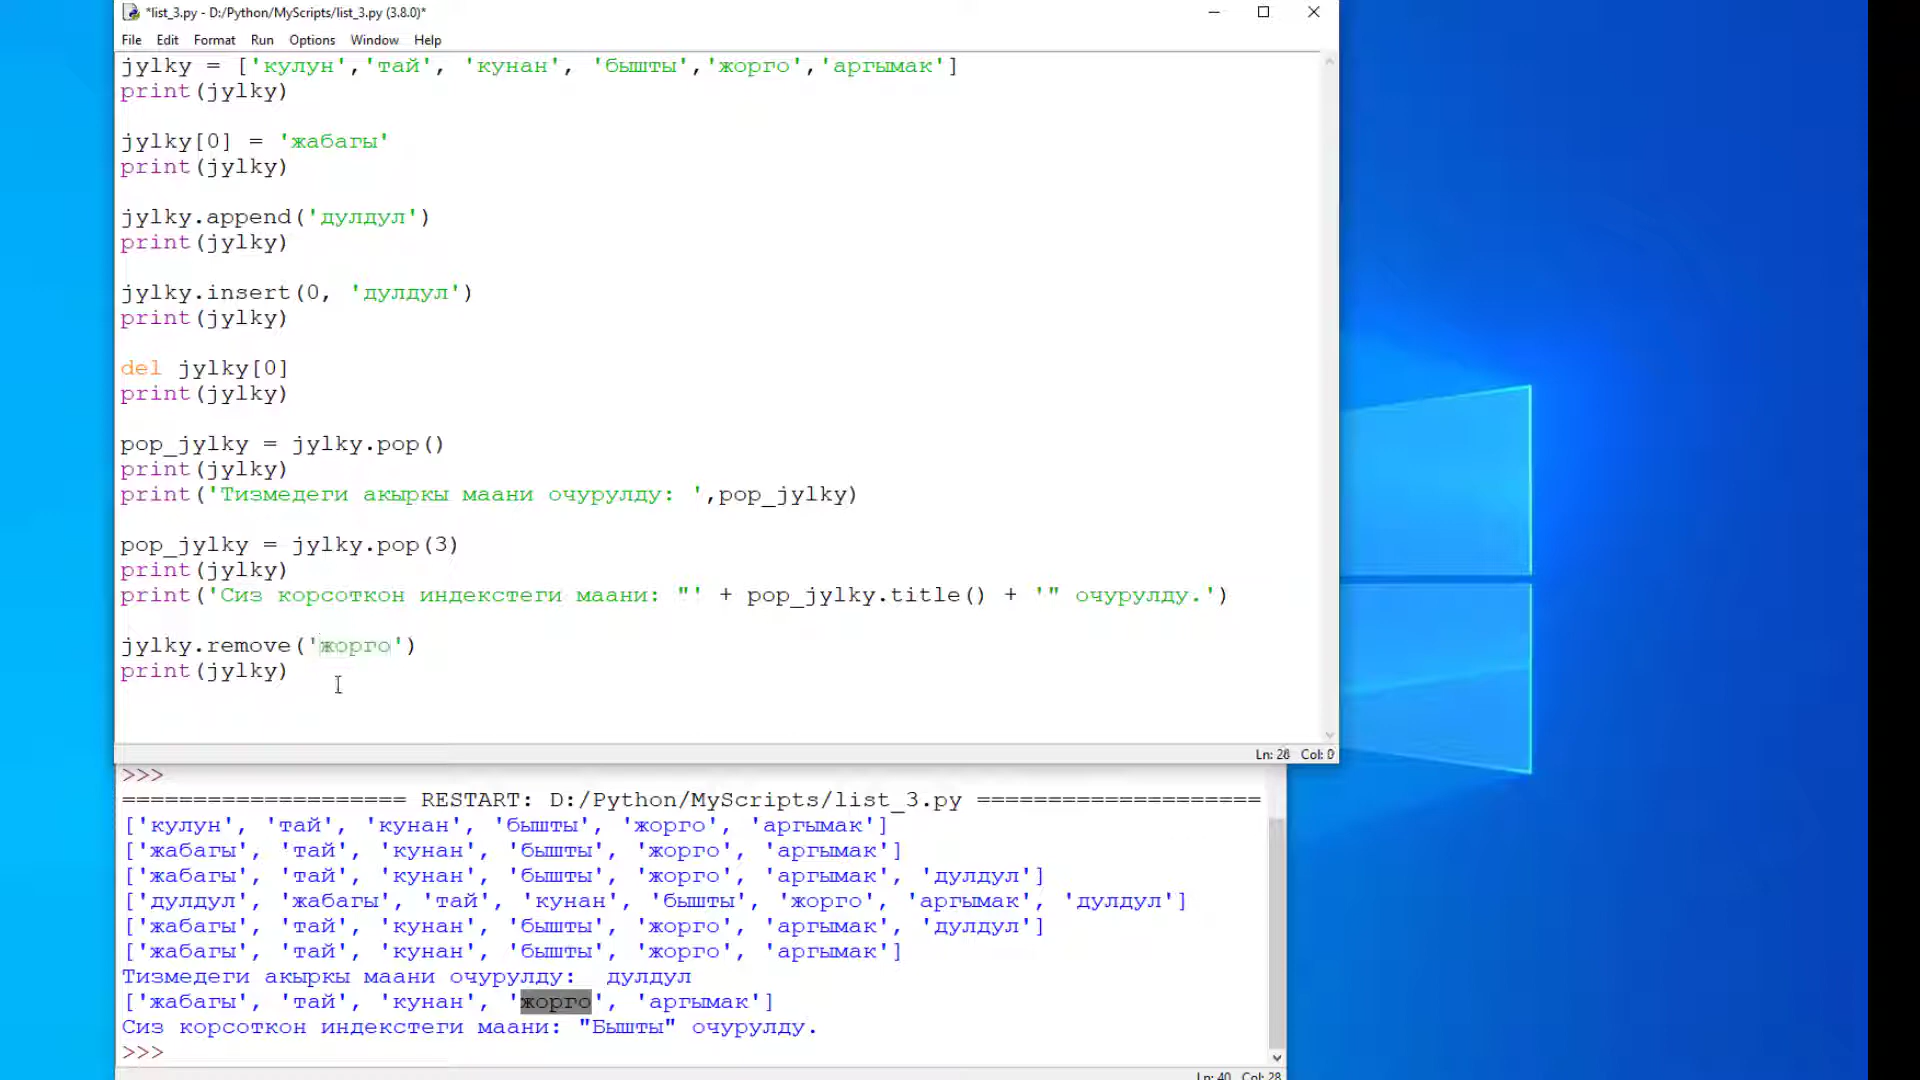 *list_3.py - D:/Python/MyScripts/list_3.py (3.8.0)*
File Edit Format Run Options Window Help
jylky = ['кулун','тай', 'кунан', 'бышты','жорго','аргымак']
print(jylky)
jylky[0] = 'жабагы'
print(jylky)
jylky.append('дулдул')
print(jylky)
jylky.insert(0, 'дулдул')
print(jylky)
del jylky[0]
print(jylky)
pop_jylky = jylky.pop()
print(jylky)
print('Тизмедеги акыркы маани очурулду: ',pop_jylky)
pop_jylky = jylky.pop(3)
print(jylky)
print('Сиз корсоткон индекстеги маани: "' + pop_jylky.title() + '" очурулду.')
jylky.remove('жорго')
print(jylky)
Ln: 28 Col: 0
>>>
==================== RESTART: D:/Python/MyScripts/list_3.py ====================
['кулун', 'тай', 'кунан', 'бышты', 'жорго', 'аргымак']
['жабагы', 'тай', 'кунан', 'бышты', 'жорго', 'аргымак']
['жабагы', 'тай', 'кунан', 'бышты', 'жорго', 'аргымак', 'дулдул']
['дулдул', 'жабагы', 'тай', 'кунан', 'бышты', 'жорго', 'аргымак', 'дулдул']
['жабагы', 'тай', 'кунан', 'бышты', 'жорго', 'аргымак', 'дулдул']
['жабагы', 'тай', 'кунан', 'бышты', 'жорго', 'аргымак']
Тизмедеги акыркы маани очурулду:  дулдул
['жабагы', 'тай', 'кунан', 'жорго', 'аргымак']
Сиз корсоткон индекстеги маани: "Бышты" очурулду.
>>>
Ln: 40 Col: 28